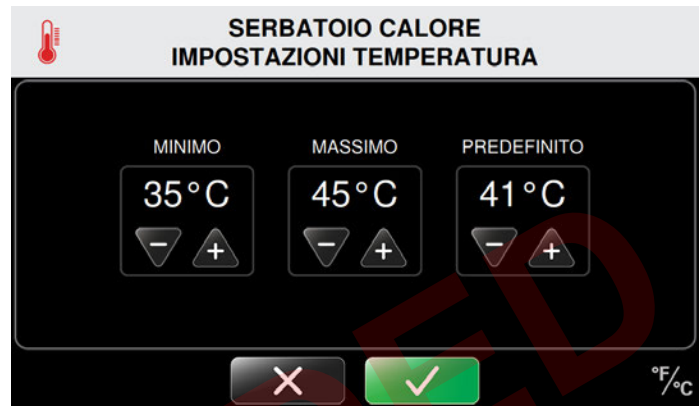 SERBATOIO CALORE
IMPOSTAZIONI TEMPERATURA
MINIMO MASSIMO PREDEFINITO
35°C 45°C 41°C
- + - + - +
°F/°C